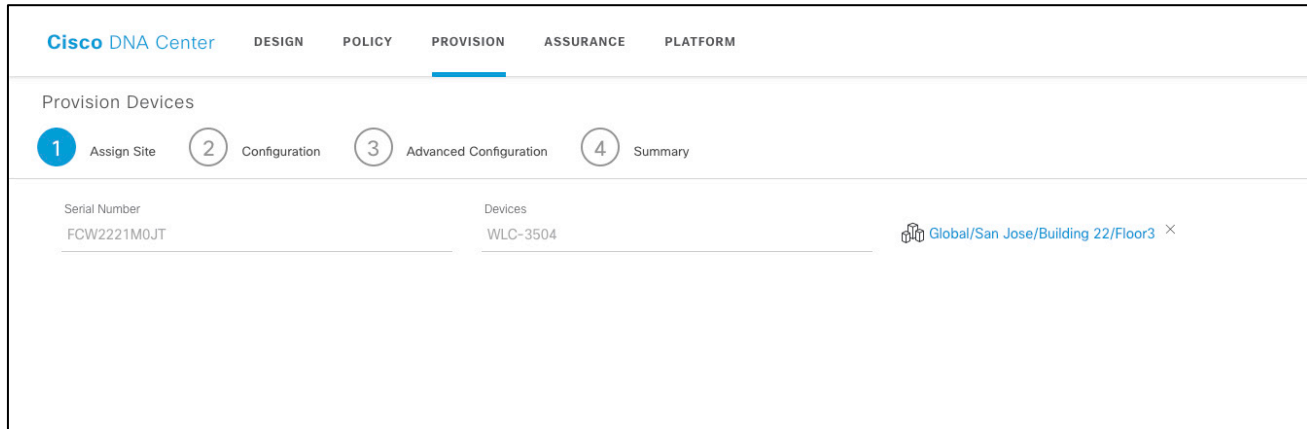 Cisco DNA Center DESIGN POLICY PROVISION ASSURANCE PLATFORM
Provision Devices
1 Assign Site 2 Configuration 3 Advanced Configuration 4 Summary
Serial Number Devices
FCW2221M0JT WLC-3504 Global/San Jose/Building 22/Floor3 ×